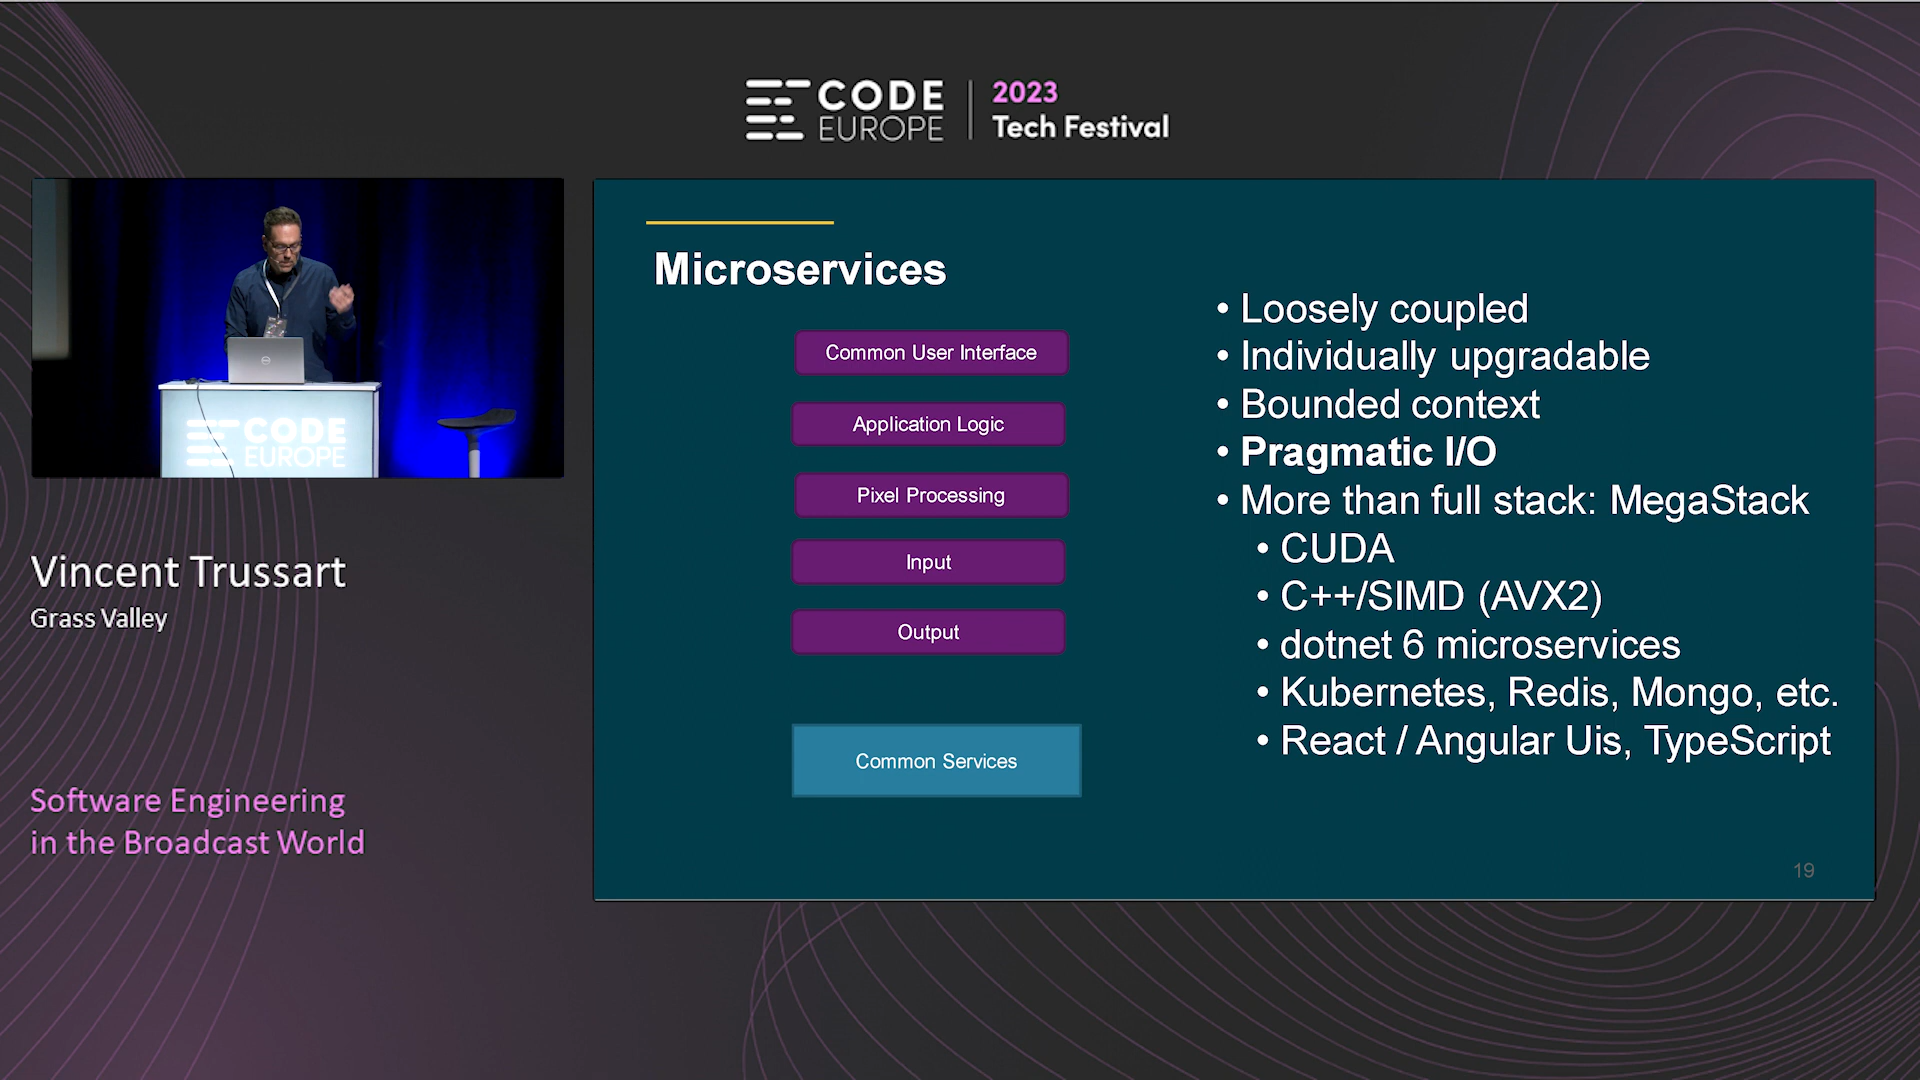 CODE
EUROPE
2023
Tech Festival
CODE
EUROPE
Vincent Trussart
Grass Valley
Software Engineering
in the Broadcast World
Microservices
Common User Interface
Application Logic
Pixel Processing
Input
Output
Common Services
• Loosely coupled
• Individually upgradable
• Bounded context
• Pragmatic I/O
• More than full stack: MegaStack
• CUDA
• C++/SIMD (AVX2)
• dotnet 6 microservices
• Kubernetes, Redis, Mongo, etc.
• React / Angular Uis, TypeScript
19